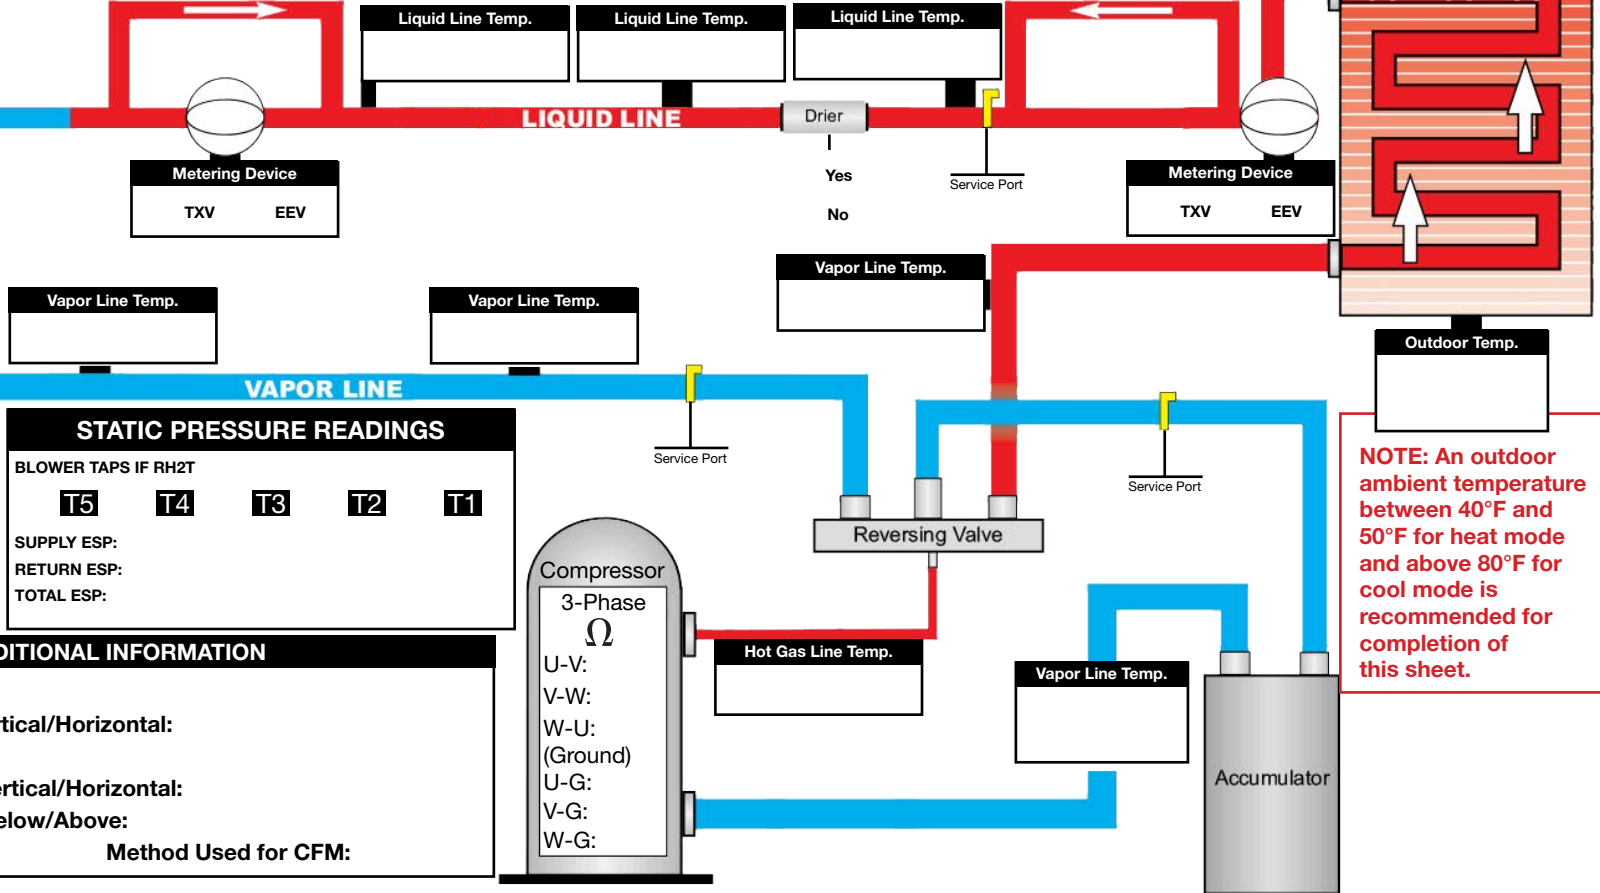 Liquid Line Temp.
Liquid Line Temp.
Liquid Line Temp.
LIQUID LINE
Drier
Yes
No
Service Port
Metering Device
TXV EEV
Metering Device
TXV EEV
Vapor Line Temp.
Vapor Line Temp.
Vapor Line Temp.
Outdoor Temp.
VAPOR LINE
Service Port
Service Port
STATIC PRESSURE READINGS
BLOWER TAPS IF RH2T
T5 T4 T3 T2 T1
SUPPLY ESP:
RETURN ESP:
TOTAL ESP:
NOTE: An outdoor
ambient temperature
between 40°F and
50°F for heat mode
and above 80°F for
cool mode is
recommended for
completion of
this sheet.
Reversing Valve
Compressor
3-Phase
Ω
U-V:
V-W:
W-U:
(Ground)
U-G:
V-G:
W-G:
Hot Gas Line Temp.
Vapor Line Temp.
Accumulator
DITIONAL INFORMATION
rtical/Horizontal:
ertical/Horizontal:
elow/Above:
Method Used for CFM: